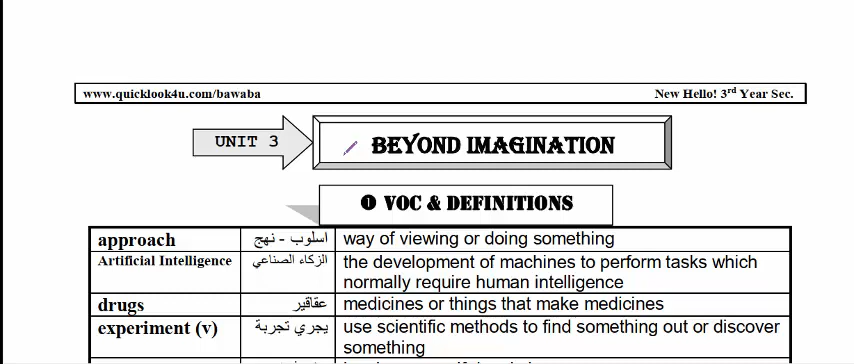 www.quicklook4u.com/bawaba New Hello! 3rd Year Sec.
UNIT 3
BEYOND IMAGINATION
❶ VOC & DEFINITIONS
approach اسلوب - نهج way of viewing or doing something
Artificial Intelligence الزكاء الصناعي the development of machines to perform tasks which
normally require human intelligence
drugs عقاقير medicines or things that make medicines
experiment (v) يجري تجربة use scientific methods to find something out or discover
something